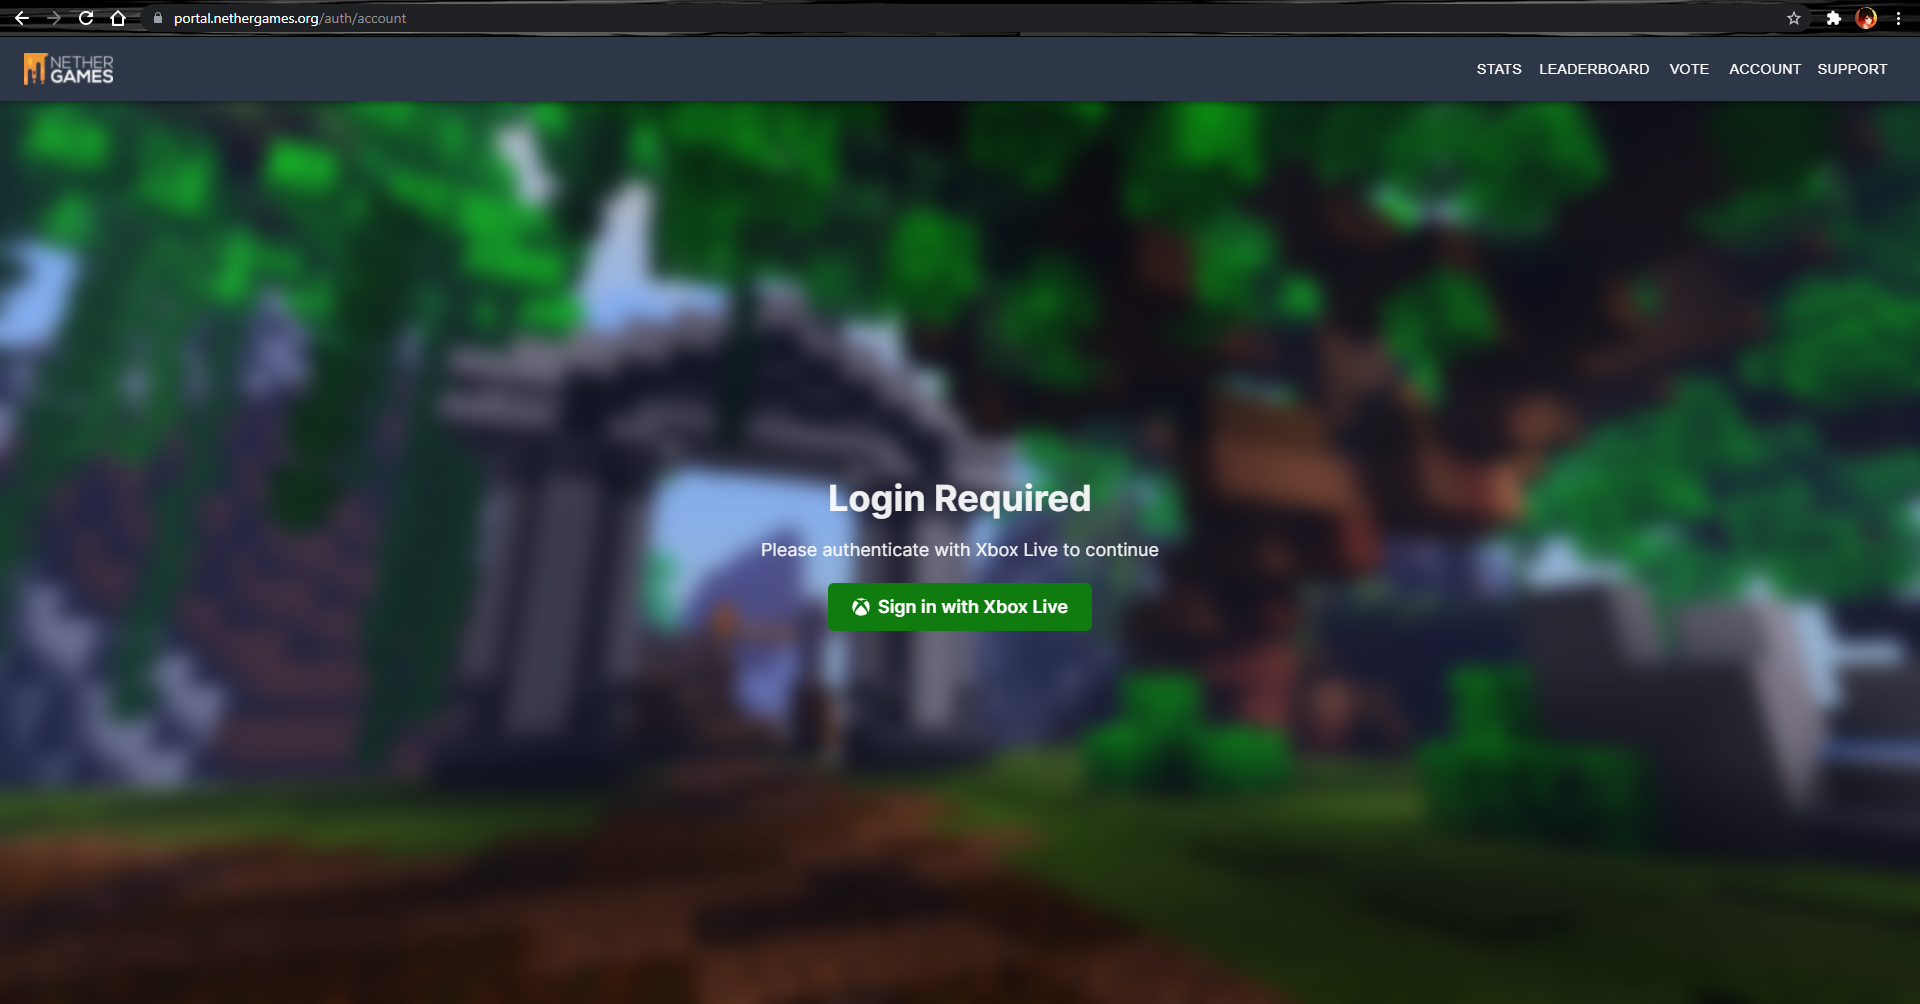 portal.nethergames.org/auth/account
NETHER
GAMES
STATS LEADERBOARD VOTE ACCOUNT SUPPORT
Login Required
Please authenticate with Xbox Live to continue
Sign in with Xbox Live